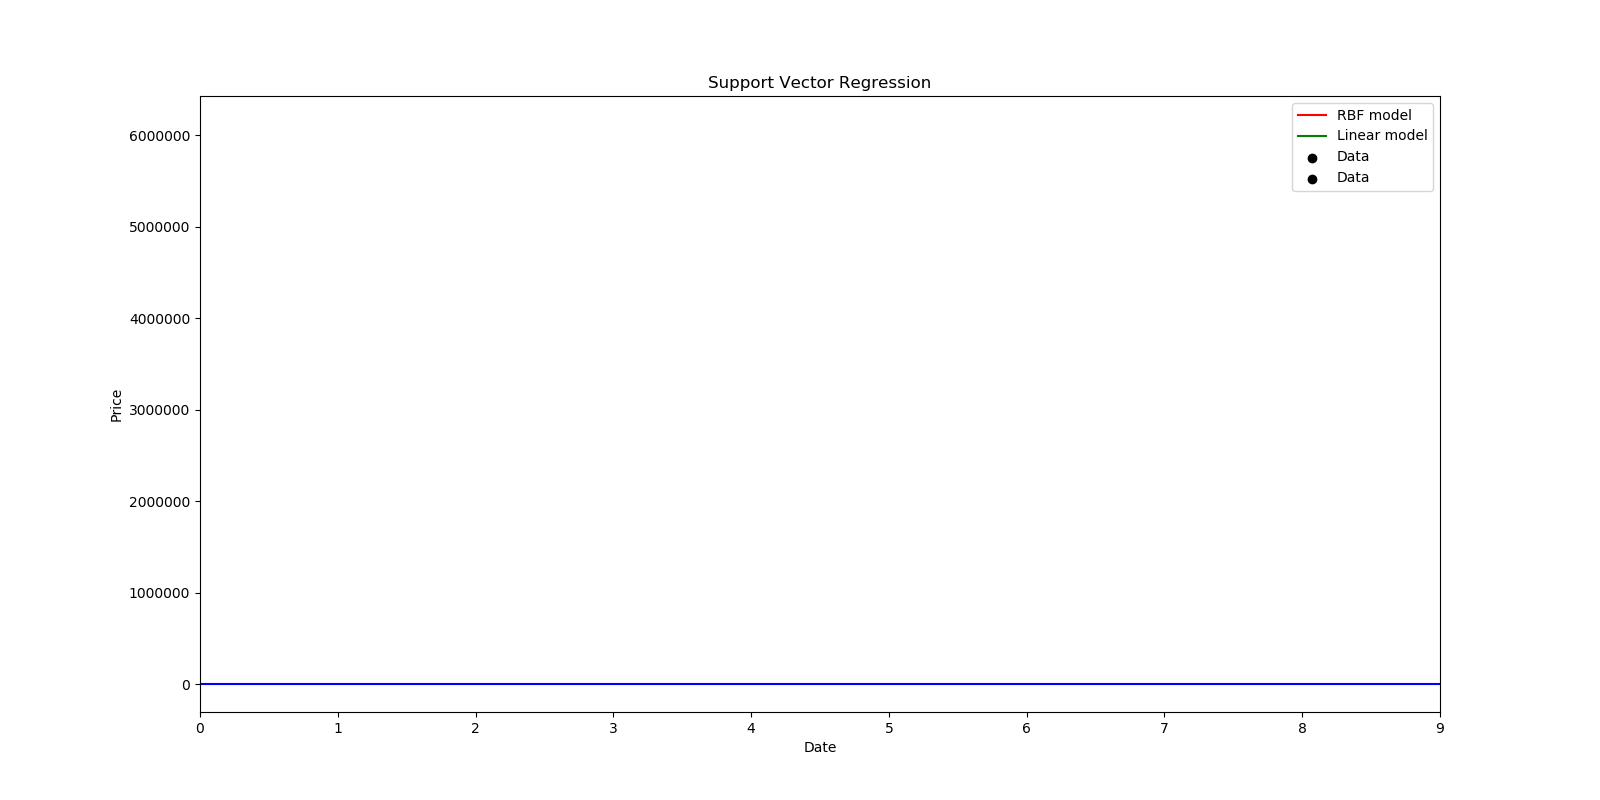 Support Vector Regression
RBF model
Linear model
Data
Data
6000000
5000000
4000000
3000000
2000000
1000000
0
Price
0 1 2 3 4 5 6 7 8 9
Date